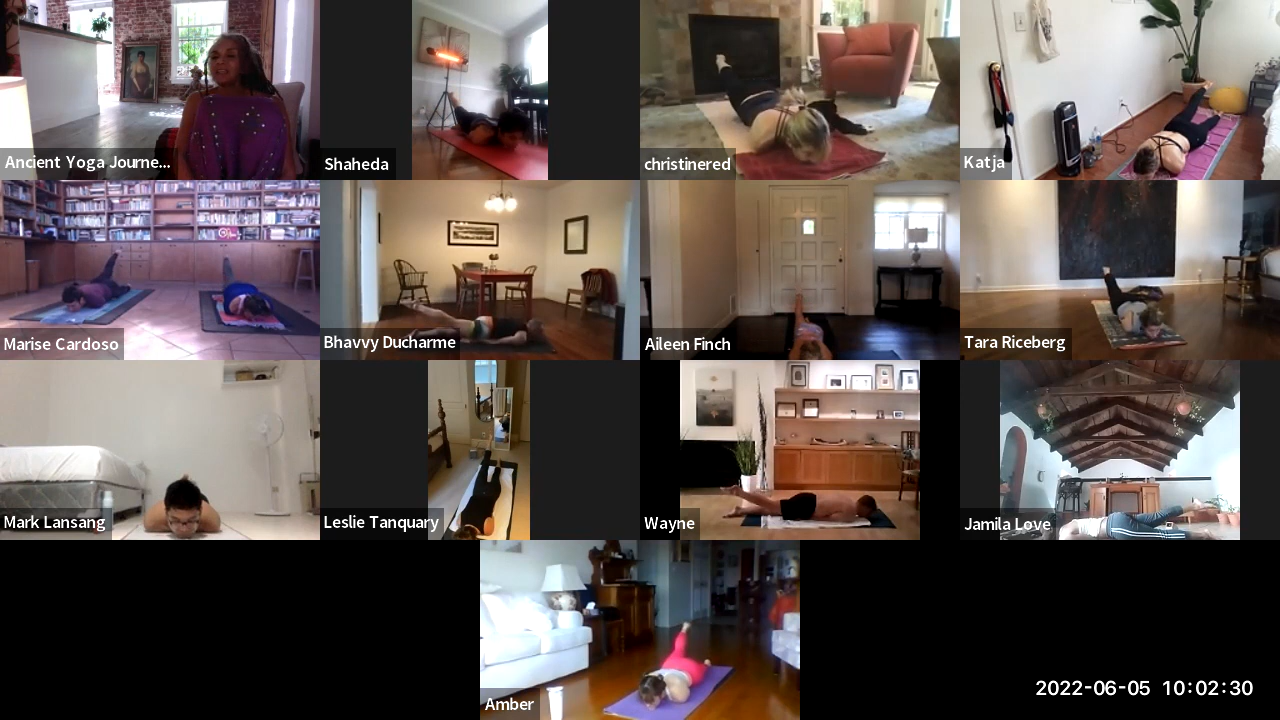 Ancient Yoga Journe...
Shaheda
christinered
Katja
Marise Cardoso
Bhavvy Ducharme
Aileen Finch
Tara Riceberg
Mark Lansang
Leslie Tanquary
Wayne
Jamila Love
Amber
2022-06-05 10:02:30